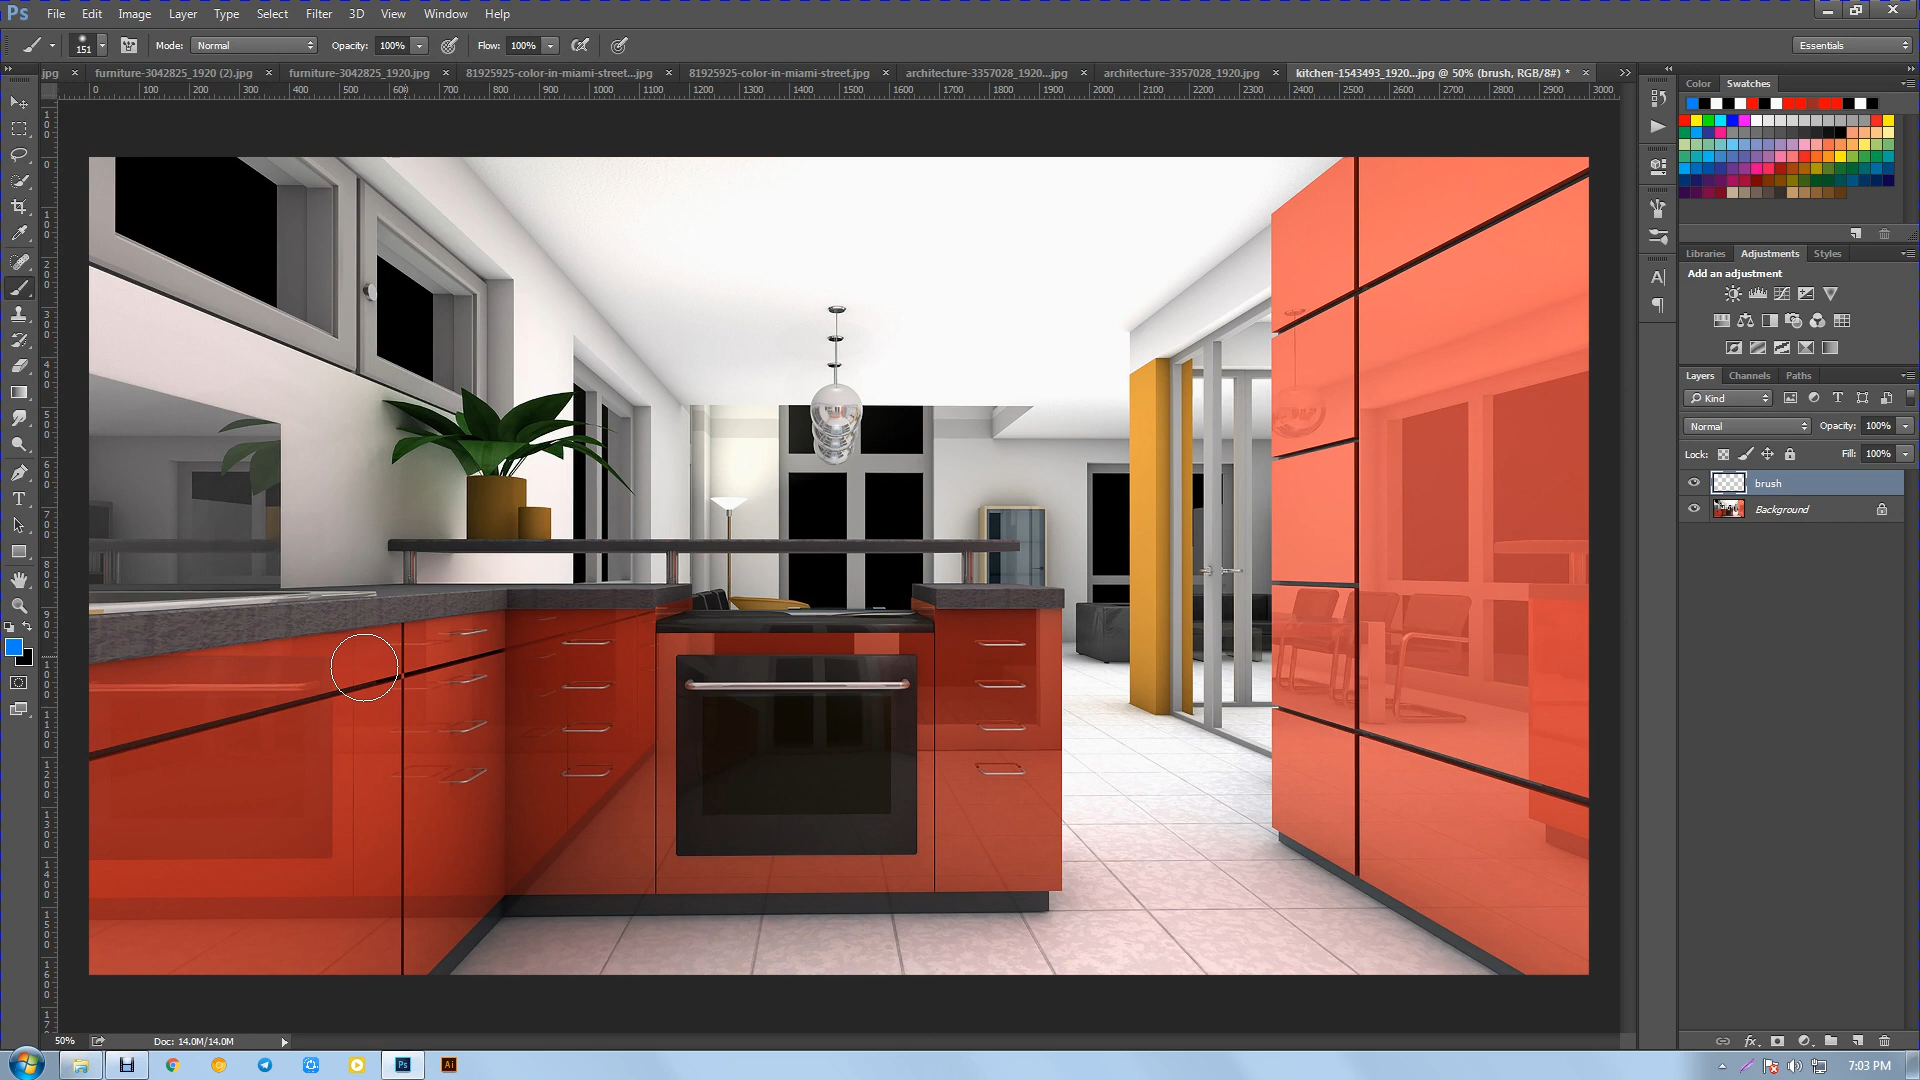 Ps File Edit Image Layer Type Select Filter 3D View Window Help
151 Mode: Normal Opacity: 100% Flow: 100% Essentials
jpg × furniture-3042825_1920 (2).jpg × furniture-3042825_1920.jpg × 81925925-color-in-miami-street...jpg × 81925925-color-in-miami-street.jpg × architecture-3357028_1920...jpg × architecture-3357028_1920.jpg × kitchen-1543493_1920...jpg @ 50% (brush, RGB/8#) * ×
0 100 200 300 400 500 600 700 800 900 1000 1100 1200 1300 1400 1500 1600 1700 1800 1900 2000 2100 2200 2300 2400 2500 2600 2700 2800 2900 3000
Color Swatches
Libraries Adjustments Styles
Add an adjustment
Layers Channels Paths
Kind
Normal Opacity: 100%
Lock: Fill: 100%
brush
Background
50% Doc: 14.0M/14.0M
fx
Ps Ai 7:03 PM